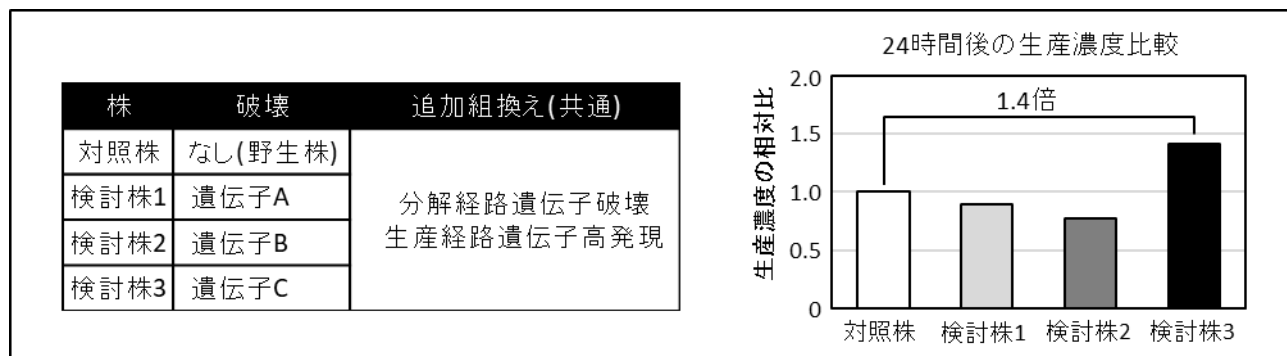 株 破壊 追加組換え(共通)
対照株 なし(野生株)
検討株1 遺伝子A
検討株2 遺伝子B
検討株3 遺伝子C
分解経路遺伝子破壊
生産経路遺伝子高発現
24時間後の生産濃度比較
生産濃度の相対比
2.0
1.5
1.0
0.5
0
1.4倍
対照株 検討株1 検討株2 検討株3